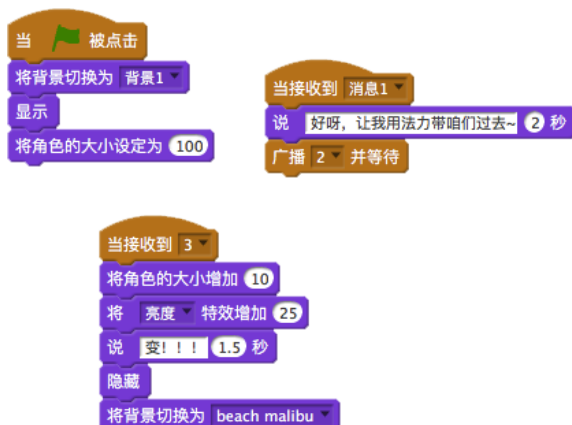 当 被点击
将背景切换为 背景1
显示
将角色的大小设定为 100
当接收到 消息1
说 好呀，让我用法力带咱们过去~ 2 秒
广播 2 并等待
当接收到 3
将角色的大小增加 10
将 亮度 特效增加 25
说 变！！！ 1.5 秒
隐藏
将背景切换为 beach malibu